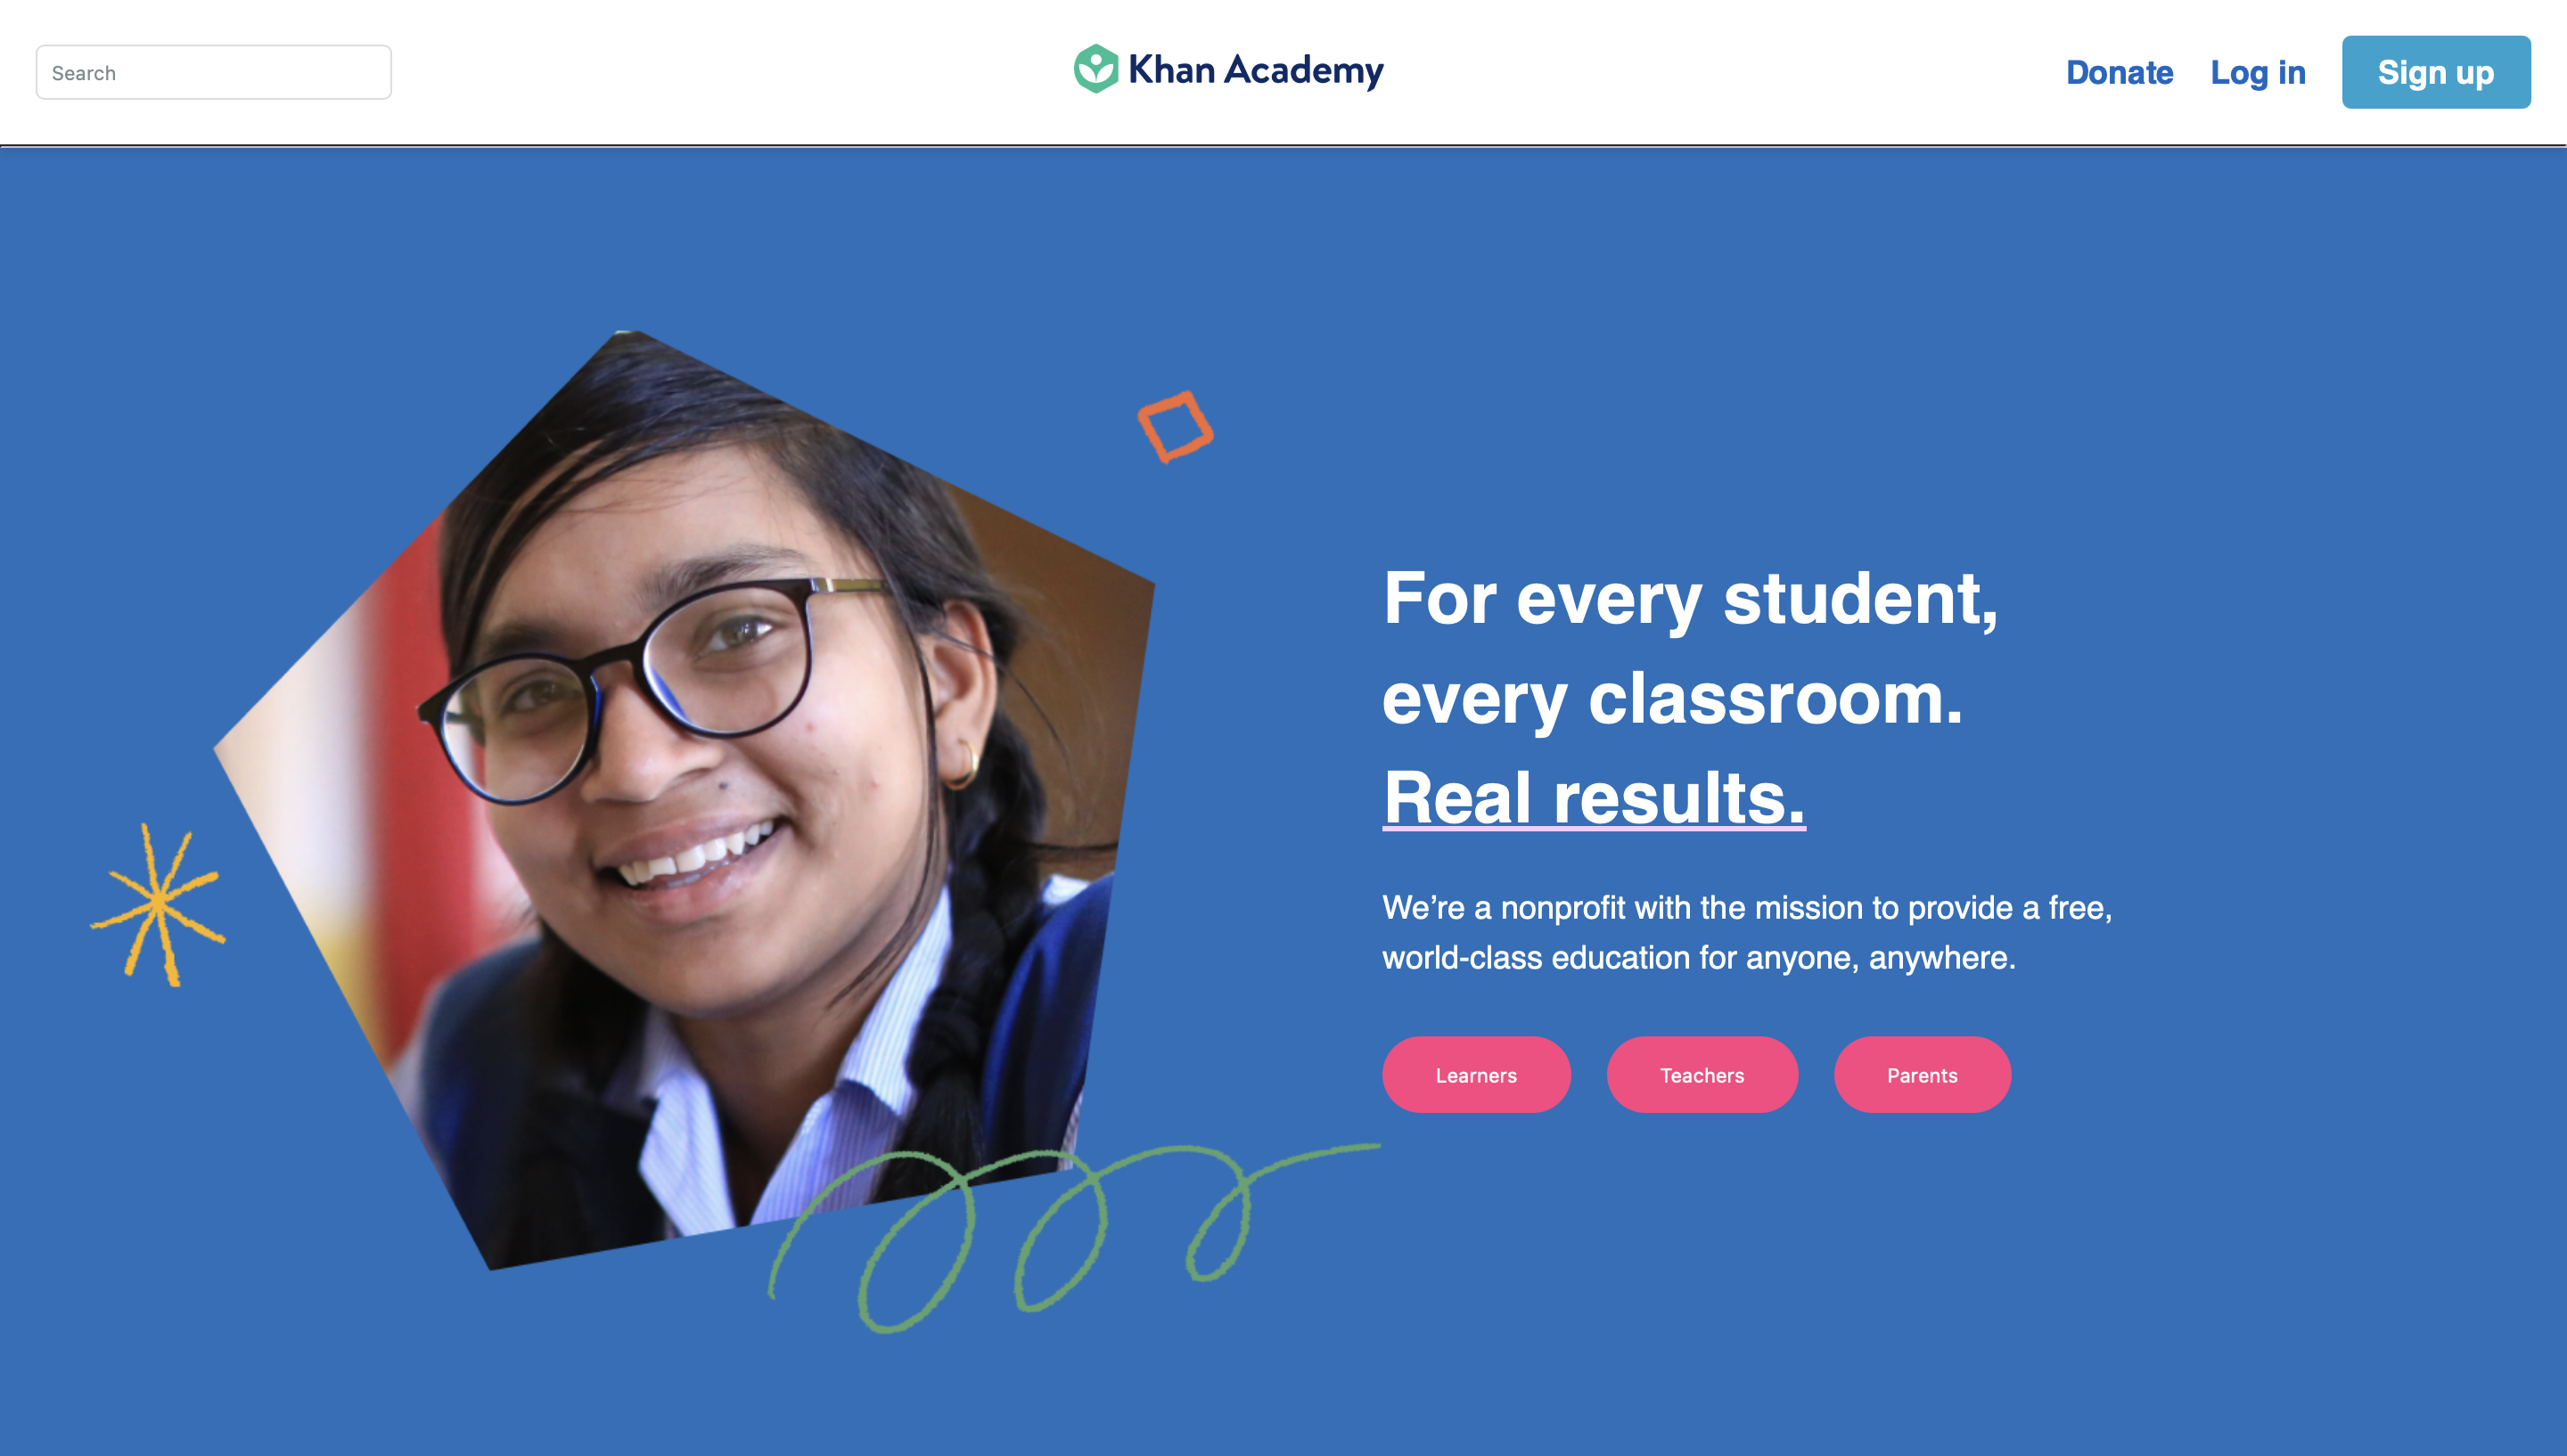 Search
Khan Academy
Donate
Log in
Sign up
For every student,
every classroom.
Real results.
We’re a nonprofit with the mission to provide a free,
world-class education for anyone, anywhere.
Learners
Teachers
Parents